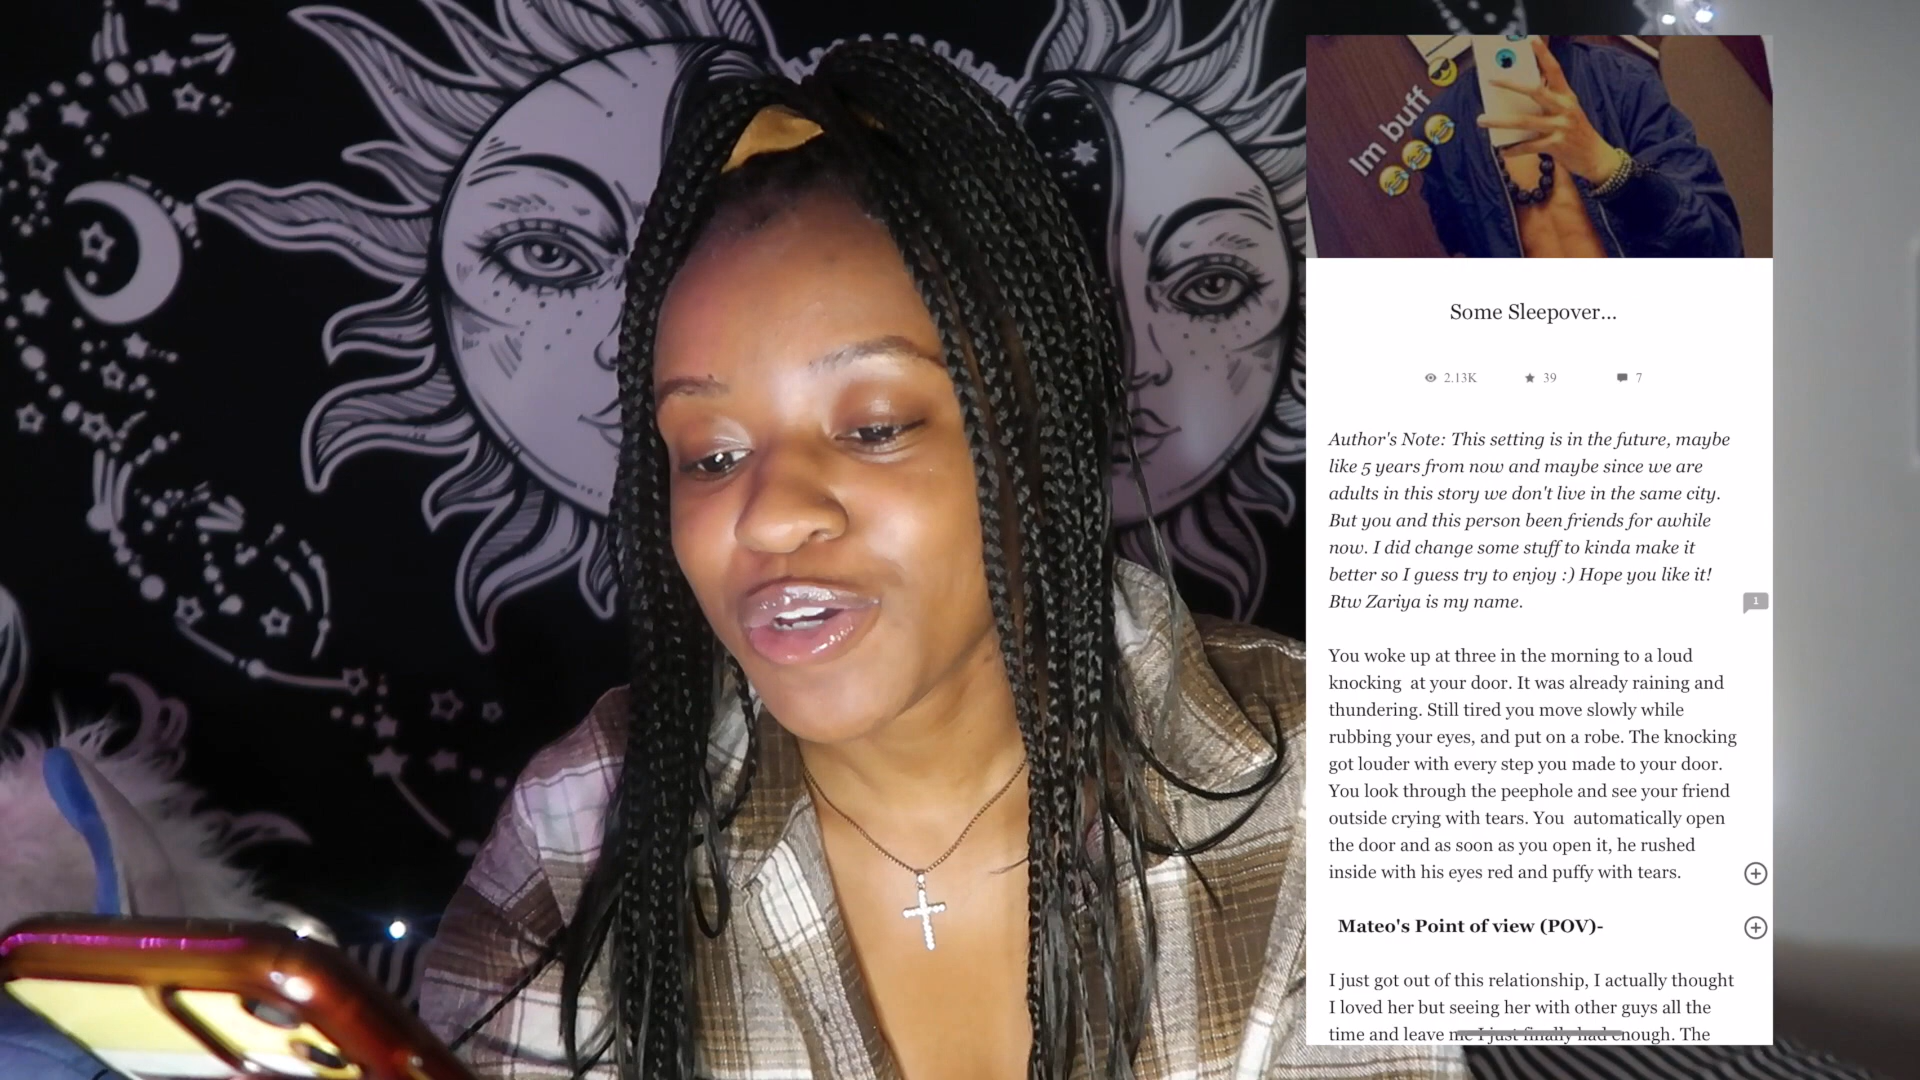 Im buff 😎
😂😂😂
Some Sleepover...
2.13K 39 7
Author's Note: This setting is in the future, maybe
like 5 years from now and maybe since we are
adults in this story we don't live in the same city.
But you and this person been friends for awhile
now. I did change some stuff to kinda make it
better so I guess try to enjoy :) Hope you like it!
Btw Zariya is my name.
1
You woke up at three in the morning to a loud
knocking at your door. It was already raining and
thundering. Still tired you move slowly while
rubbing your eyes, and put on a robe. The knocking
got louder with every step you made to your door.
You look through the peephole and see your friend
outside crying with tears. You automatically open
the door and as soon as you open it, he rushed
inside with his eyes red and puffy with tears.
Mateo's Point of view (POV)-
I just got out of this relationship, I actually thought
I loved her but seeing her with other guys all the
time and leave me I just finally had enough. The